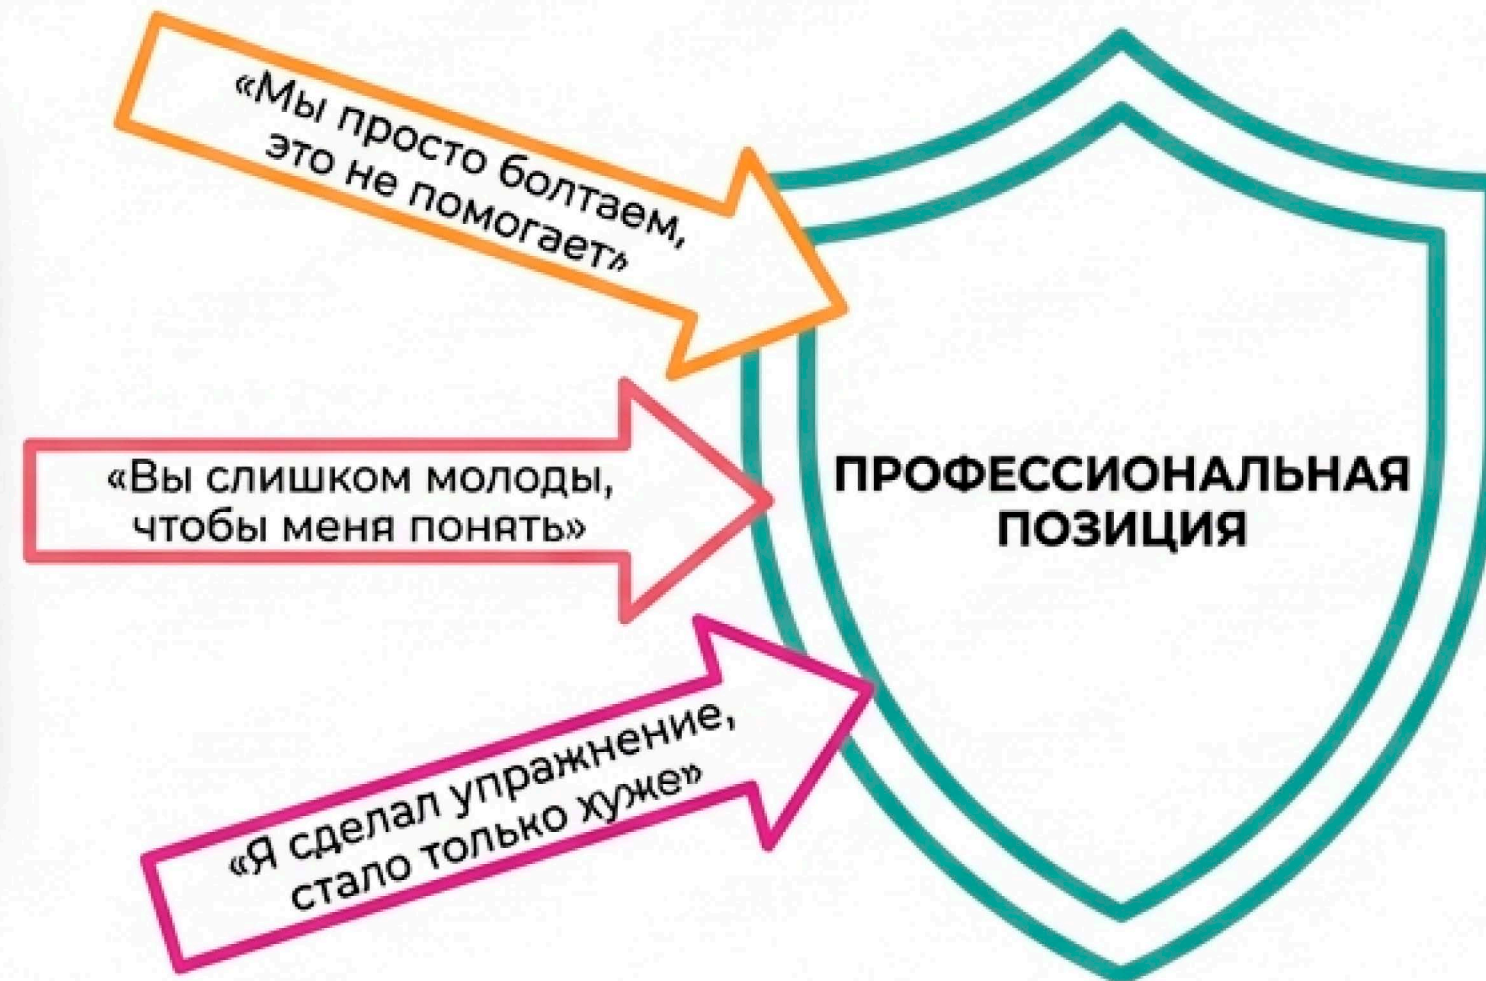 «Мы просто болтаем,
это не помогает»
«Вы слишком молоды,
чтобы меня понять»
«Я сделал упражнение,
стало только хуже»
ПРОФЕССИОНАЛЬНАЯ
ПОЗИЦИЯ